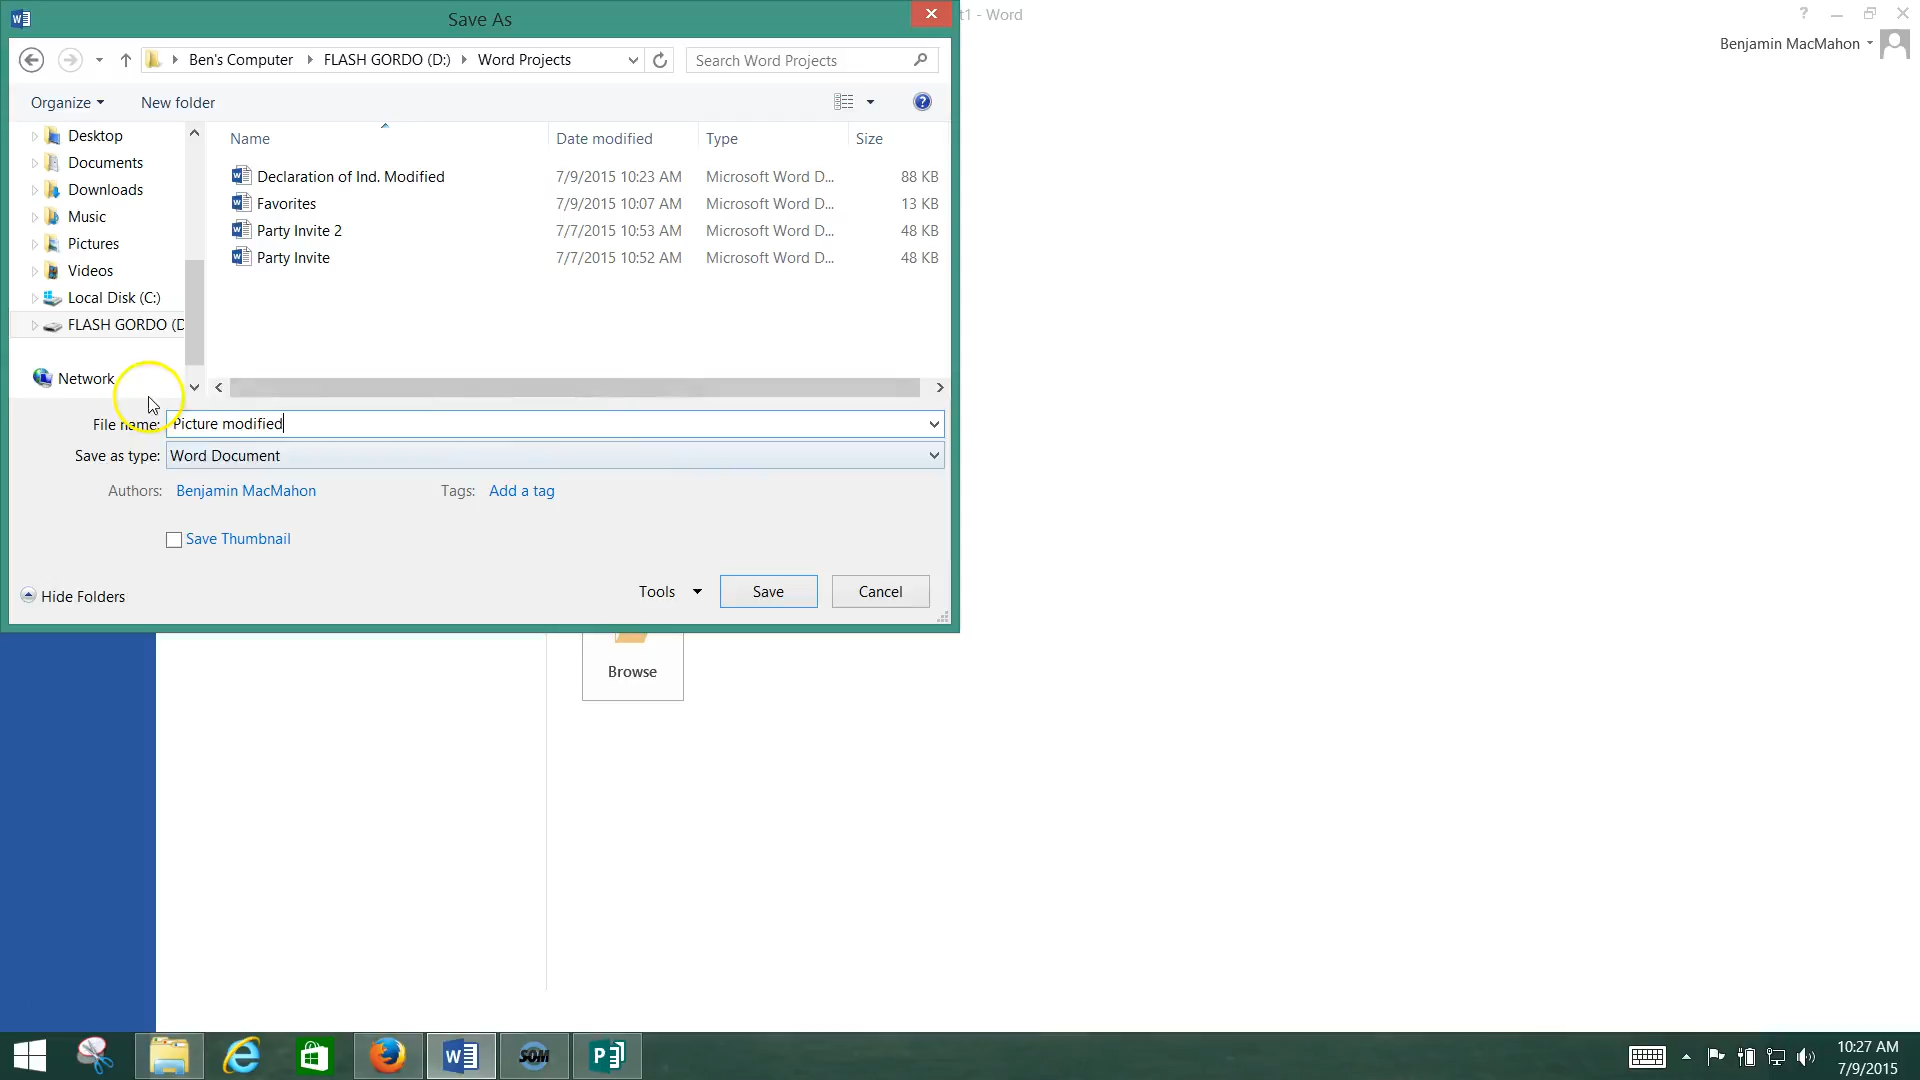 Save As
t1 - Word
Benjamin MacMahon
Ben's Computer FLASH GORDO (D:) Word Projects
Search Word Projects
Organize New folder
Name Date modified Type Size
Desktop
Documents
Downloads
Music
Pictures
Videos
Local Disk (C:)
FLASH GORDO (D
Network
Declaration of Ind. Modified 7/9/2015 10:23 AM Microsoft Word D... 88 KB
Favorites 7/9/2015 10:07 AM Microsoft Word D... 13 KB
Party Invite 2 7/7/2015 10:53 AM Microsoft Word D... 48 KB
Party Invite 7/7/2015 10:52 AM Microsoft Word D... 48 KB
File name: Picture modified
Save as type: Word Document
Authors: Benjamin MacMahon Tags: Add a tag
Save Thumbnail
Hide Folders Tools Save Cancel
Browse
SOM
10:27 AM
7/9/2015